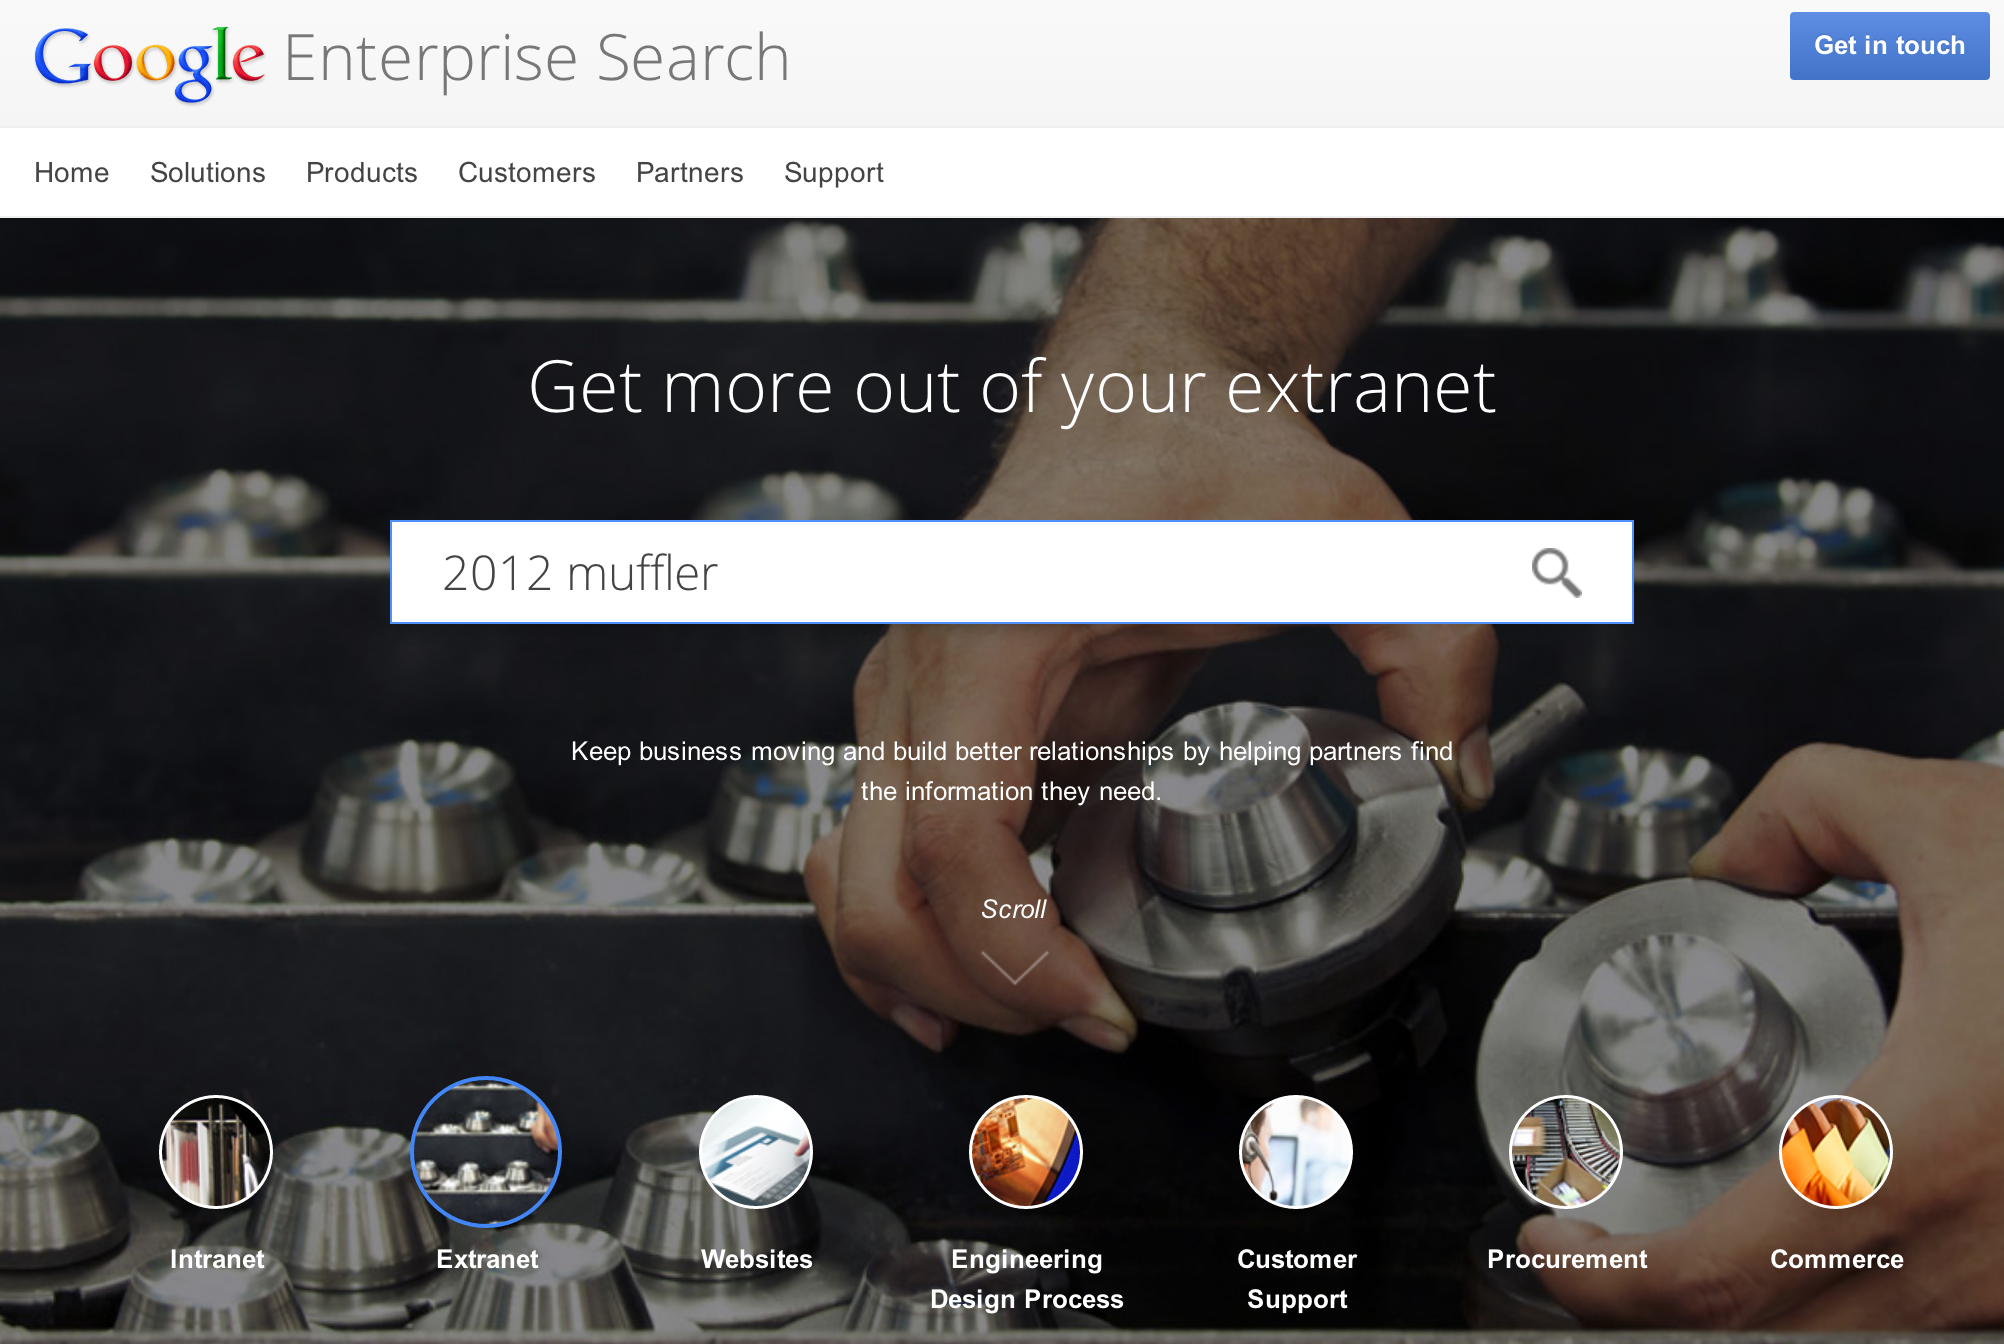 Google Enterprise Search
Get in touch
Home Solutions Products Customers Partners Support
Get more out of your extranet
2012 muffler
Keep business moving and build better relationships by helping partners find
the information they need.
Scroll
Intranet Extranet Websites Engineering Customer Procurement Commerce
Design Process Support